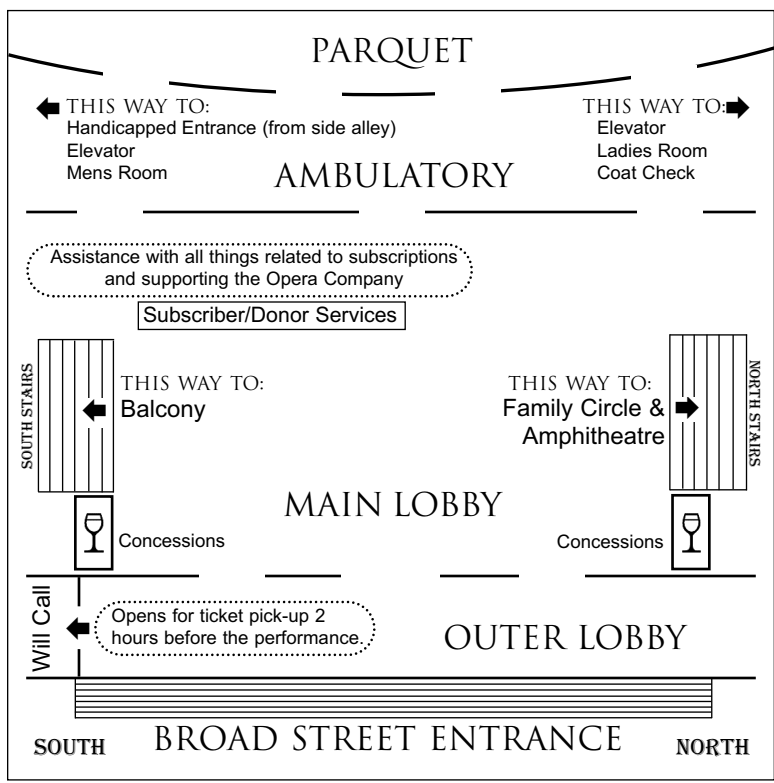 PARQUET
THIS WAY TO:
Handicapped Entrance (from side alley)
Elevator
Mens Room
THIS WAY TO:
Elevator
Ladies Room
Coat Check
AMBULATORY
Assistance with all things related to subscriptions
and supporting the Opera Company
Subscriber/Donor Services
SOUTH STAIRS
THIS WAY TO:
Balcony
THIS WAY TO:
Family Circle &
Amphitheatre
NORTH STAIRS
MAIN LOBBY
Concessions
Concessions
Will Call
Opens for ticket pick-up 2
hours before the performance.
OUTER LOBBY
SOUTH
BROAD STREET ENTRANCE
NORTH